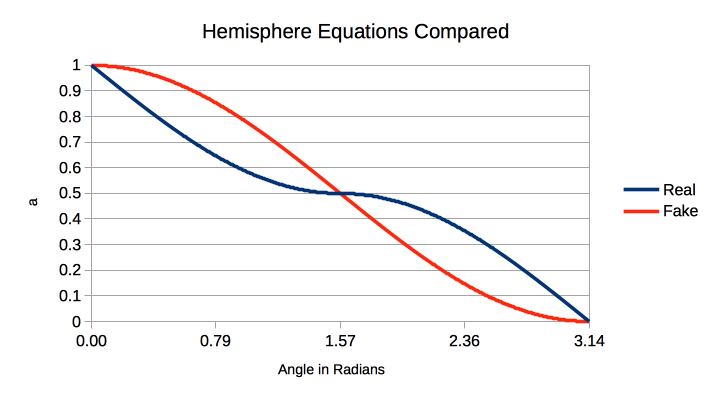 Hemisphere Equations Compared
1
0.9
0.8
0.7
0.6
0.5
0.4
0.3
0.2
0.1
0
a
0.00 0.79 1.57 2.36 3.14
Angle in Radians
Real
Fake